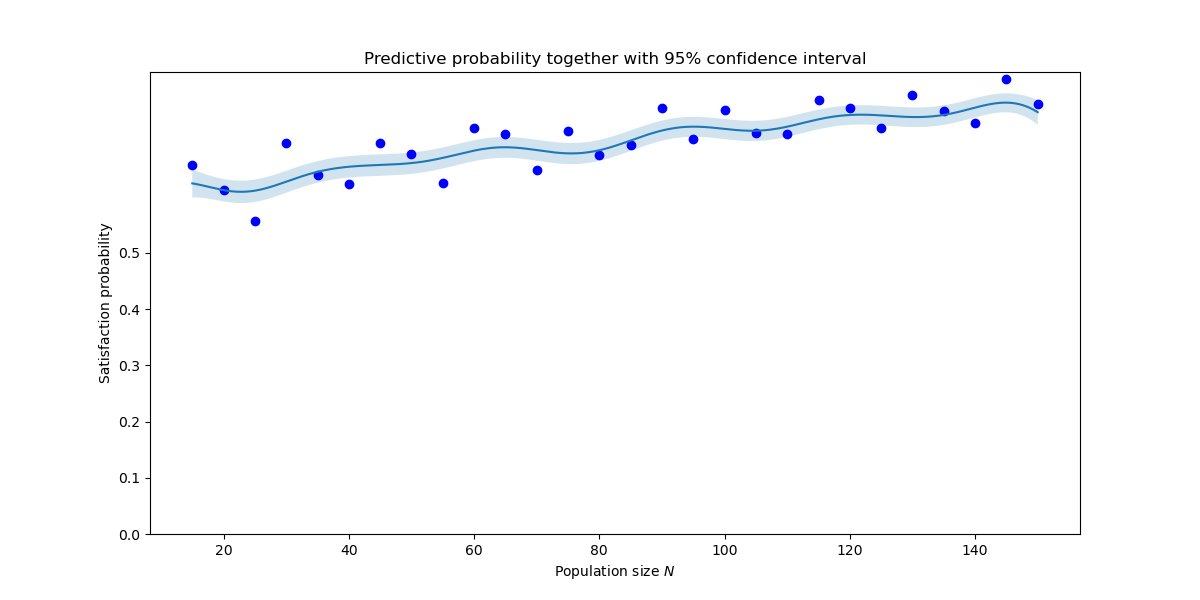 Predictive probability together with 95% confidence interval
Satisfaction probability
0.5
0.4
0.3
0.2
0.1
0.0
20 40 60 80 100 120 140
Population size N